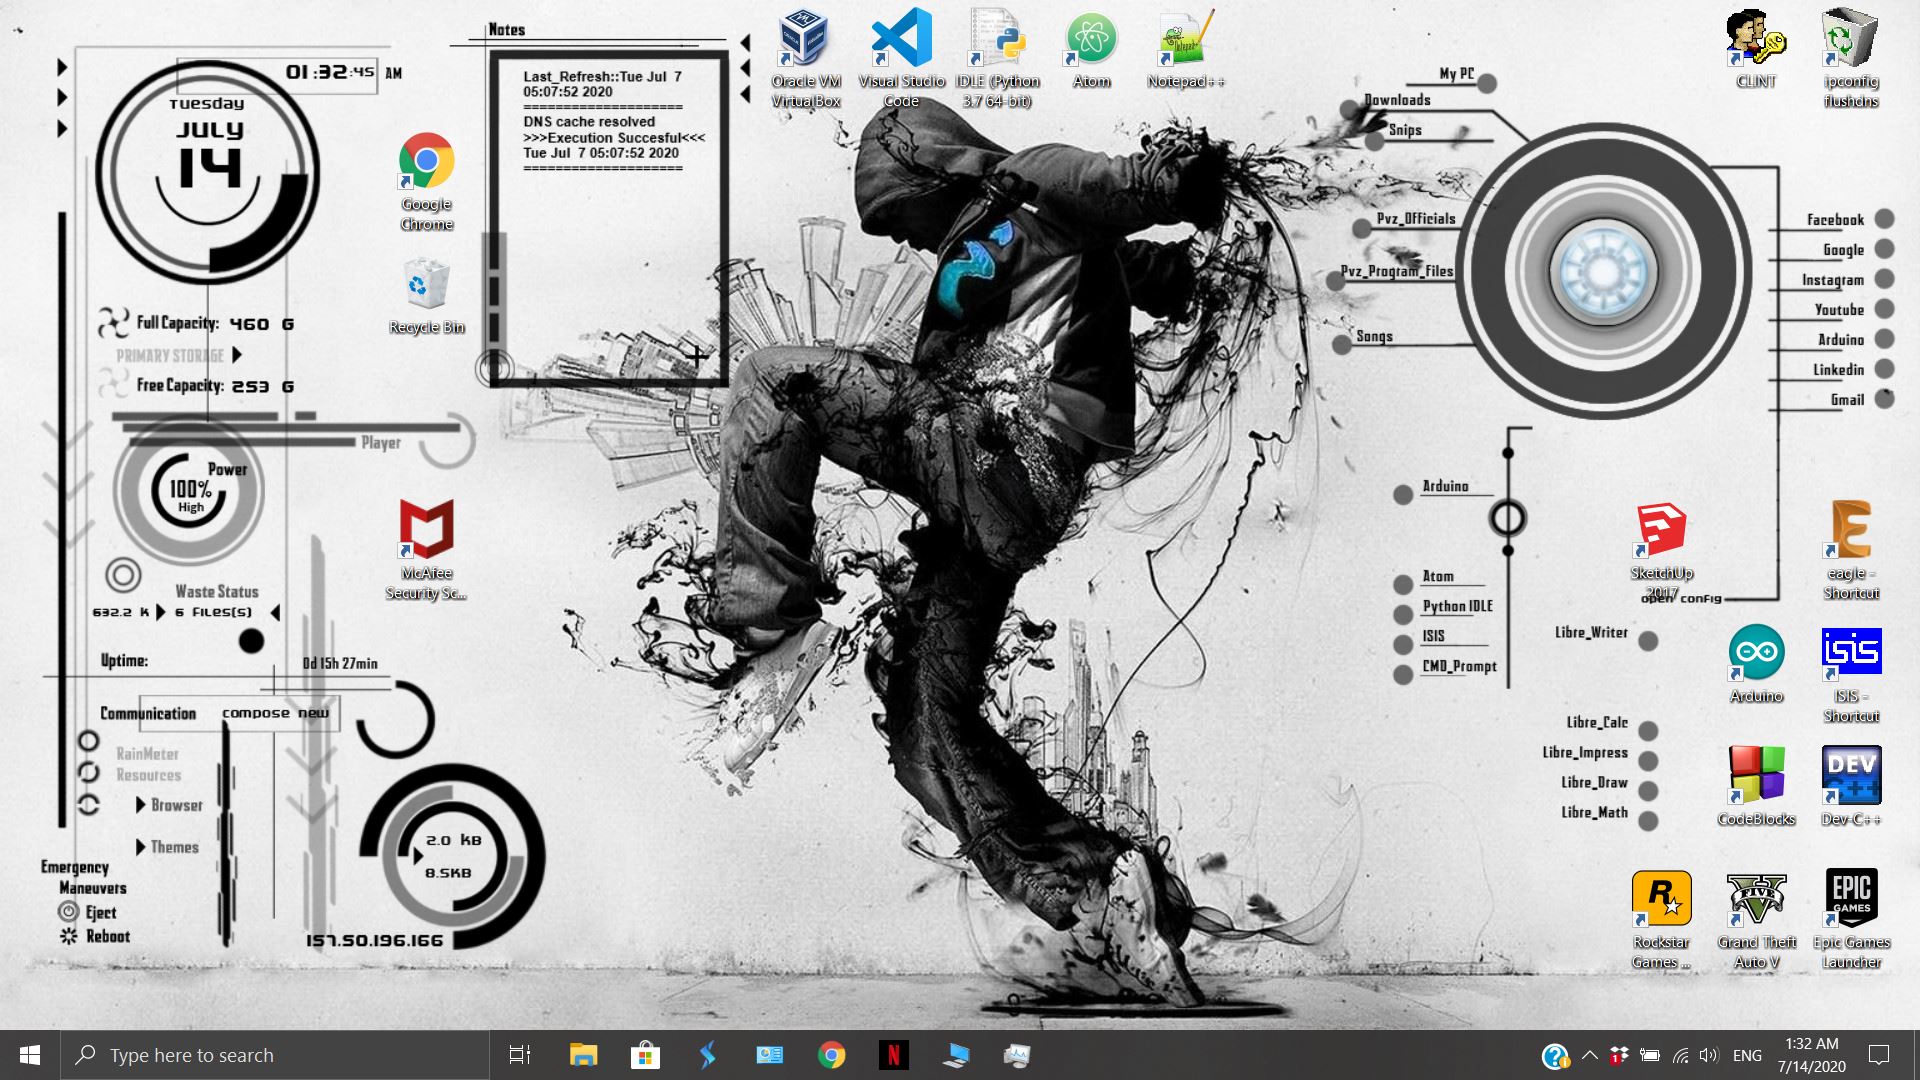 01:32:45 AM
Tuesday
July
14
Full Capacity: 460 G
PRIMARY STORAGE
Free Capacity: 253 G
Player
Power
100%
High
Waste Status
632.2 k 6 File(s)
Uptime: 0d 15h 27min
Communication compose new
RainMeter
Resources
Browser
Themes
Emergency
Maneuvers
Eject
Reboot
2.0 kB
8.5kB
157.50.196.166
Google
Chrome
Recycle Bin
McAfee
Security Sc...
Notes
Last_Refresh::Tue Jul 7
05:07:52 2020
====================
DNS cache resolved
>>>Execution Succesful<<<
Tue Jul 7 05:07:52 2020
====================
Oracle VM
VirtualBox
Visual Studio
Code
IDLE (Python
3.7 64-bit)
Atom
Notepad++
My PC
Downloads
Snips
Pvz_Officials
Pvz_Program_Files
Songs
CLINT
ipconfig
flushdns
Facebook
Google
Instagram
Youtube
Arduino
Linkedin
Gmail
Arduino
Atom
Python IDLE
ISIS
CMD_Prompt
SketchUp
2017
open config
eagle -
Shortcut
Libre_Writer
Libre_Calc
Libre_Impress
Libre_Draw
Libre_Math
Arduino
isis
ISIS -
Shortcut
CodeBlocks
DEV
C++
Dev-C++
Rockstar
Games ...
FIVE
Grand Theft
Auto V
EPIC
GAMES
Epic Games
Launcher
Type here to search
ENG
1:32 AM
7/14/2020